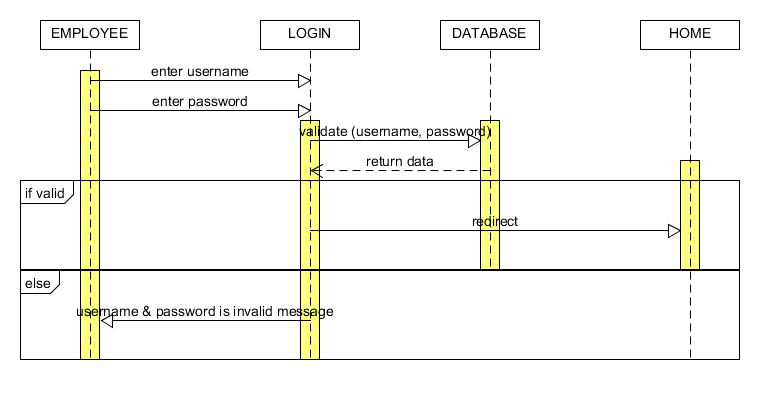 EMPLOYEE
LOGIN
DATABASE
HOME
enter username
enter password
validate (username, password)
return data
if valid
redirect
else
username & password is invalid message